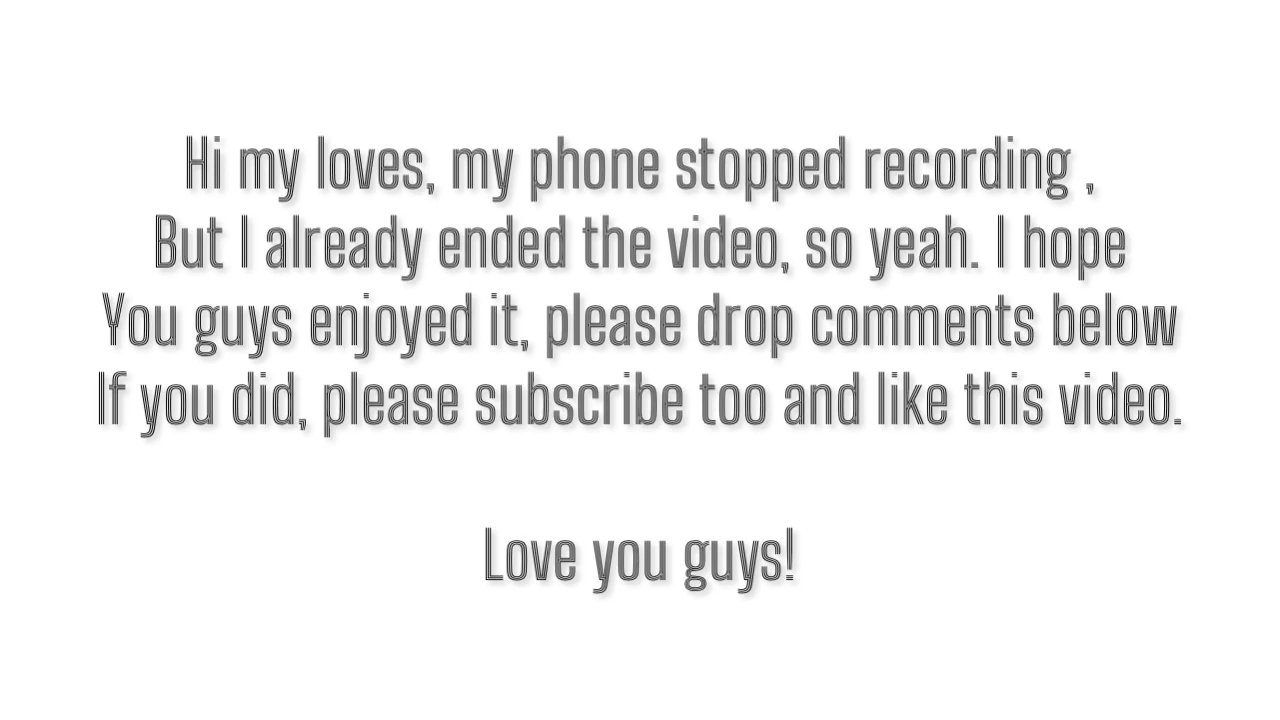 Hi my loves, my phone stopped recording ,
But I already ended the video, so yeah. I hope
You guys enjoyed it, please drop comments below
If you did, please subscribe too and like this video.
Love you guys!